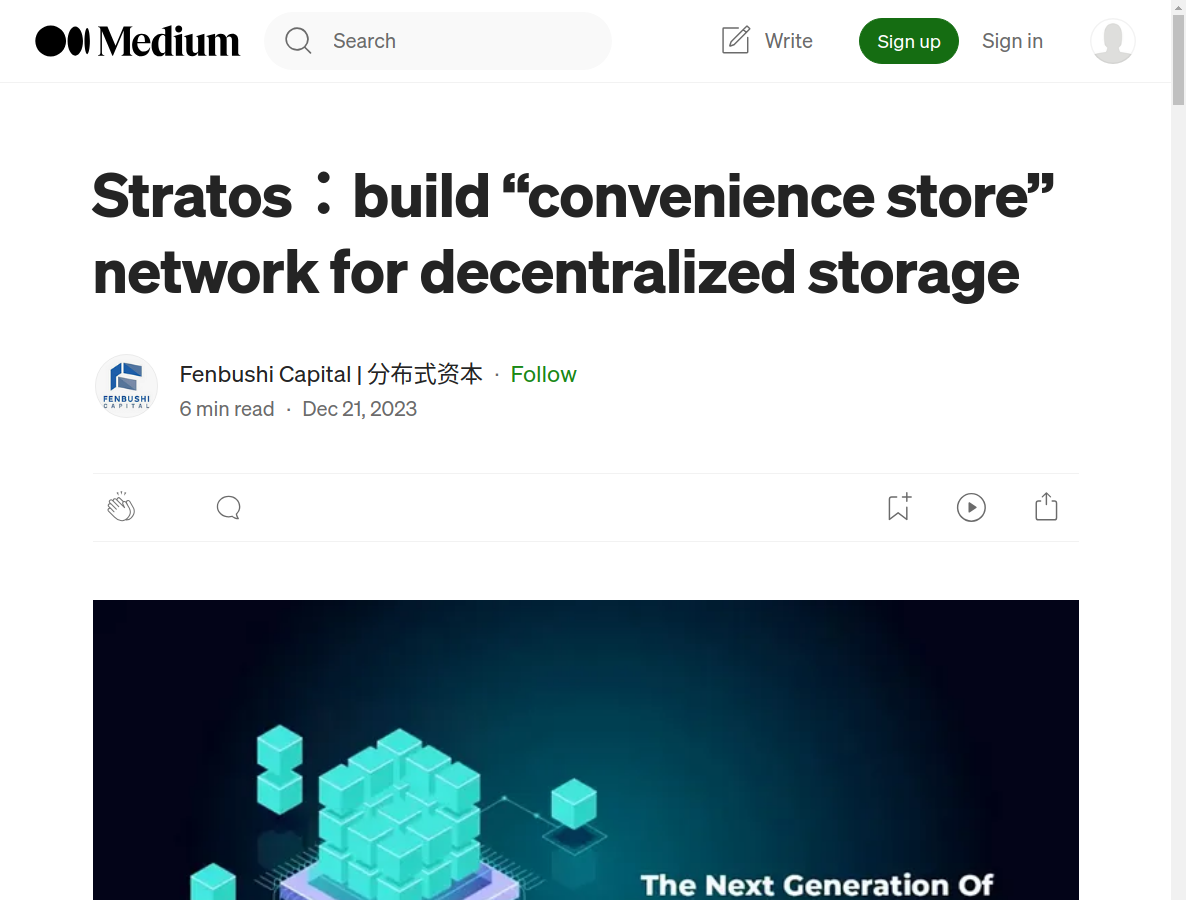 Medium
Search
Write
Sign up
Sign in
Stratos：build “convenience store”
network for decentralized storage
FENBUSHI
CAPITAL
Fenbushi Capital | 分布式资本 · Follow
6 min read · Dec 21, 2023
The Next Generation Of